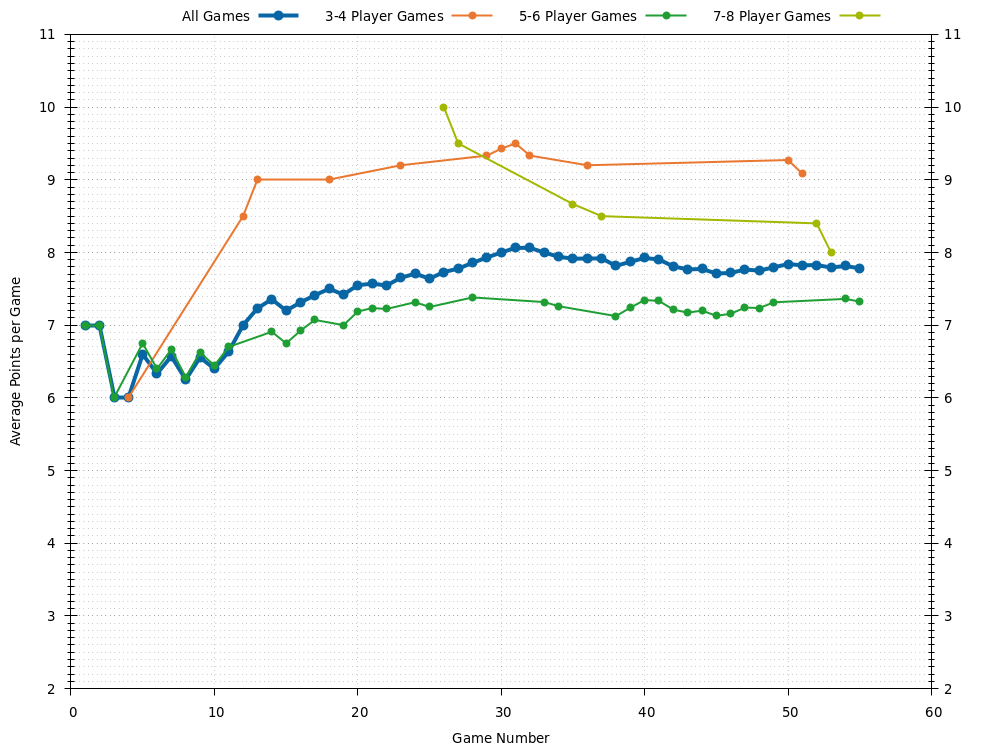 All Games 3-4 Player Games 5-6 Player Games 7-8 Player Games
11 11
10 10
9 9
8 8
7 7
6 6
5 5
4 4
3 3
2 2
Average Points per Game
0 10 20 30 40 50 60
Game Number